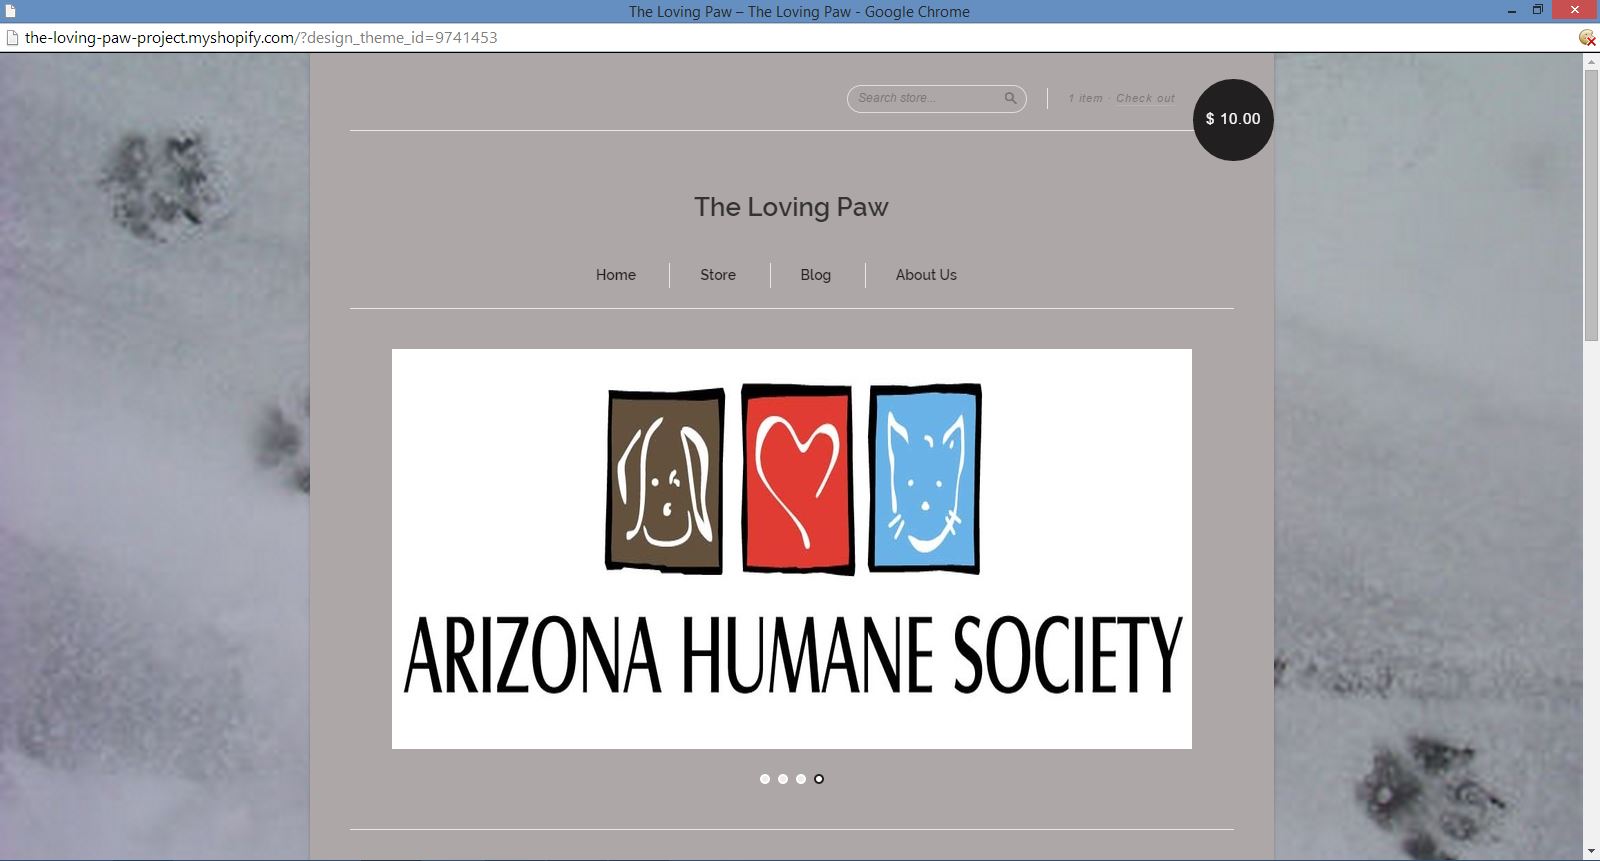 The Loving Paw – The Loving Paw - Google Chrome
the-loving-paw-project.myshopify.com/?design_theme_id=9741453
Search store...
1 item · Check out
$ 10.00
The Loving Paw
Home Store Blog About Us
ARIZONA HUMANE SOCIETY